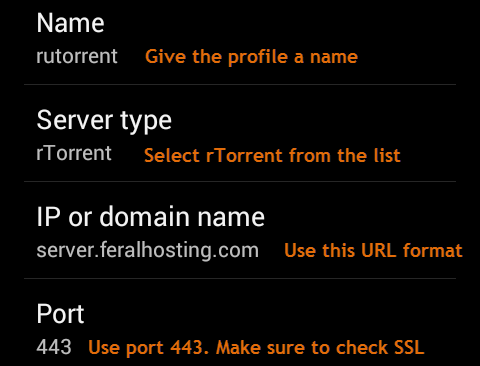 Name
rutorrent Give the profile a name
Server type
rTorrent Select rTorrent from the list
IP or domain name
server.feralhosting.com Use this URL format
Port
443 Use port 443. Make sure to check SSL